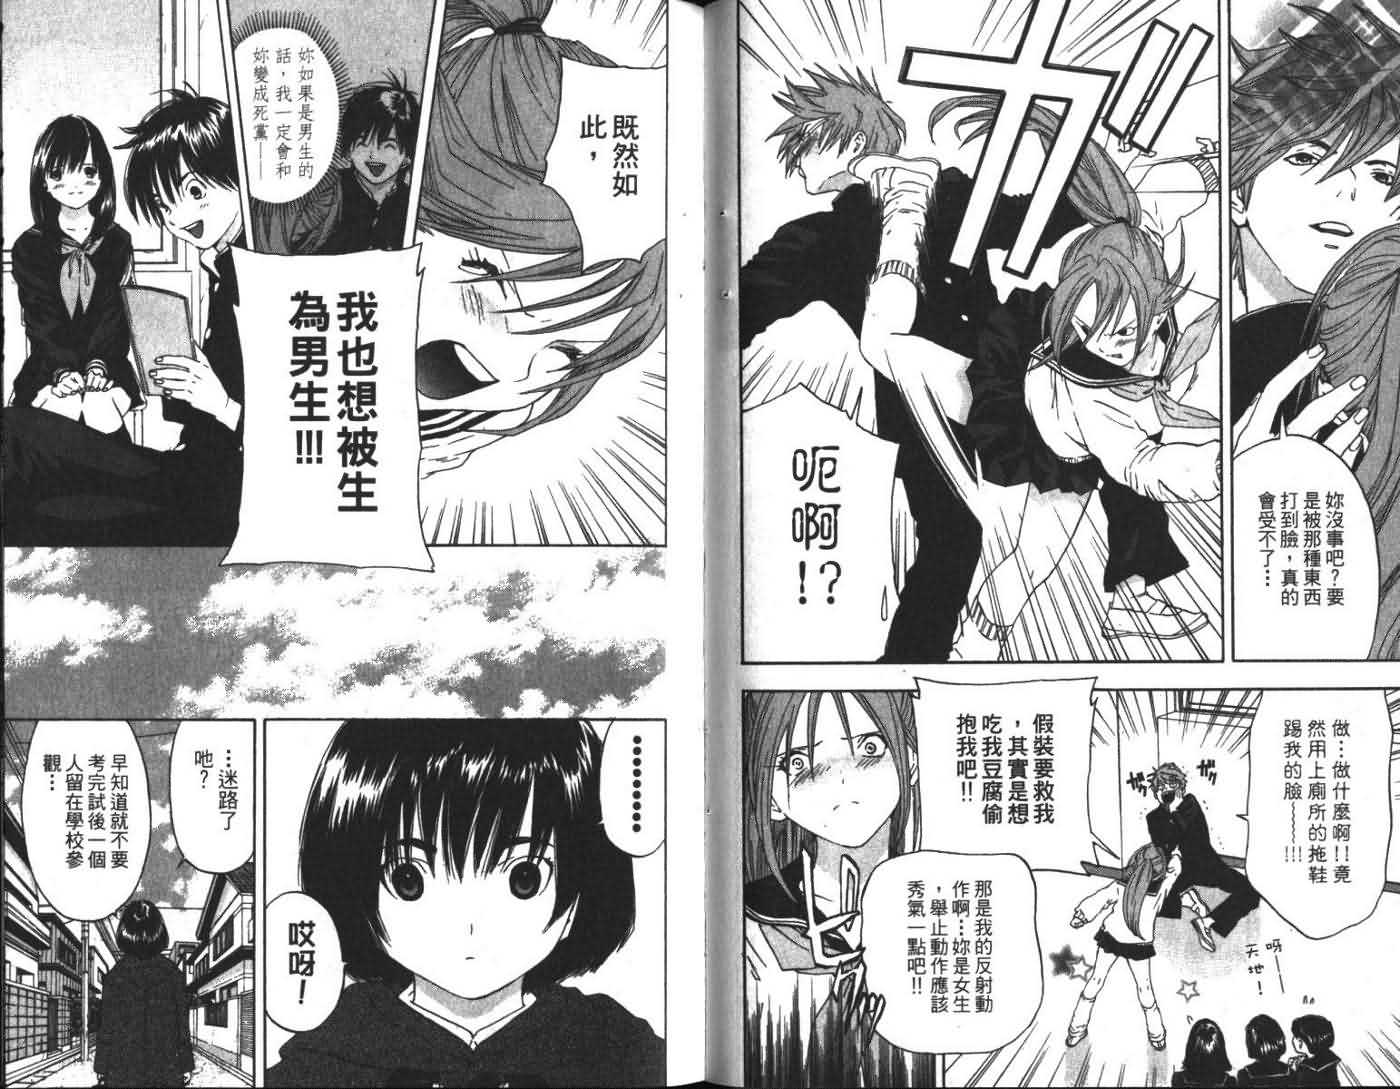 妳沒事吧?要
是被那種東西
打到臉,真的
會受不了…
ガ
呃啊!?
做…做什麼啊!!竟
然用上廁所的拖鞋
踢我的臉~~~!!!
ガガ
ガガ
呀——
天地!
假裝要救我
,其實是想
吃我豆腐偷
抱我吧!!
那是我的反射動
作啊…妳是女生
,舉止動作應該
秀氣一點吧!!
既然如
此,
妳如果是男生的
話,我一定會和
妳變成死黨——
我也想被生
為男生!!!
………
哎呀!
…迷路了
吔?
早知道就不要
考完試後一個
人留在學校參
觀…